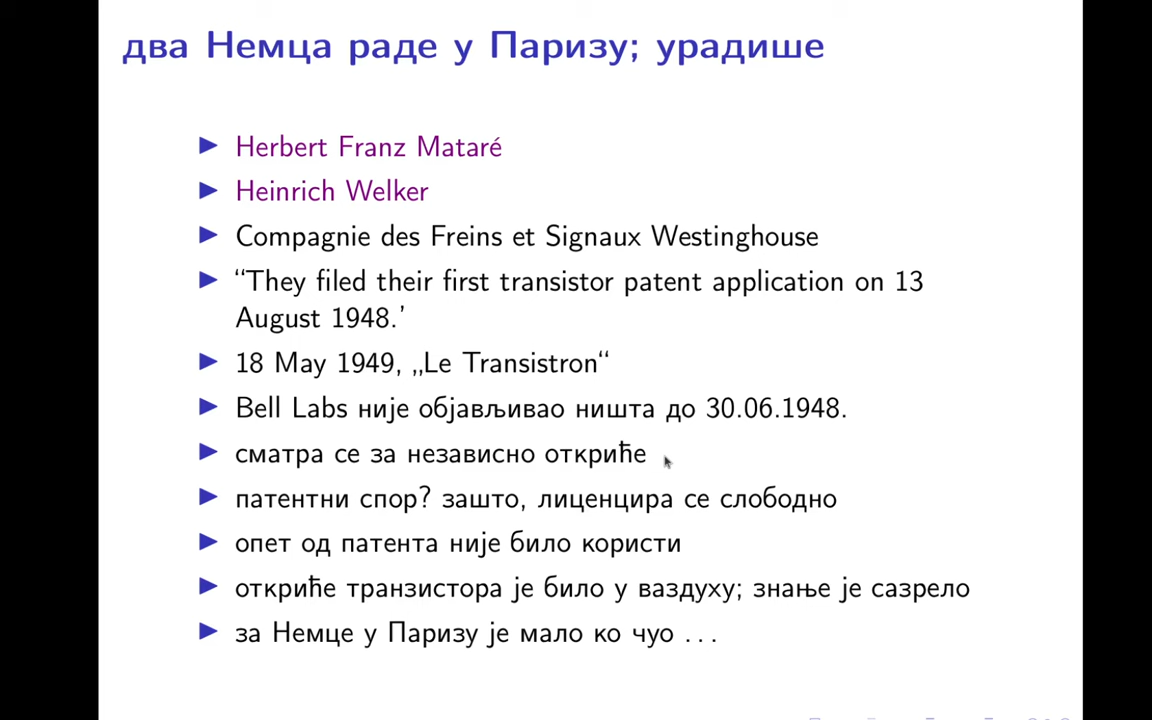 два Немца раде у Паризу; урадише
Herbert Franz Mataré
Heinrich Welker
Compagnie des Freins et Signaux Westinghouse
“They filed their first transistor patent application on 13
August 1948.’
18 May 1949, „Le Transistron“
Bell Labs није објављивао ништа до 30.06.1948.
сматра се за независно откриће
патентни спор? зашто, лиценцира се слободно
опет од патента није било користи
откриће транзистора је било у ваздуху; знање је сазрело
за Немце у Паризу је мало ко чуо . . .